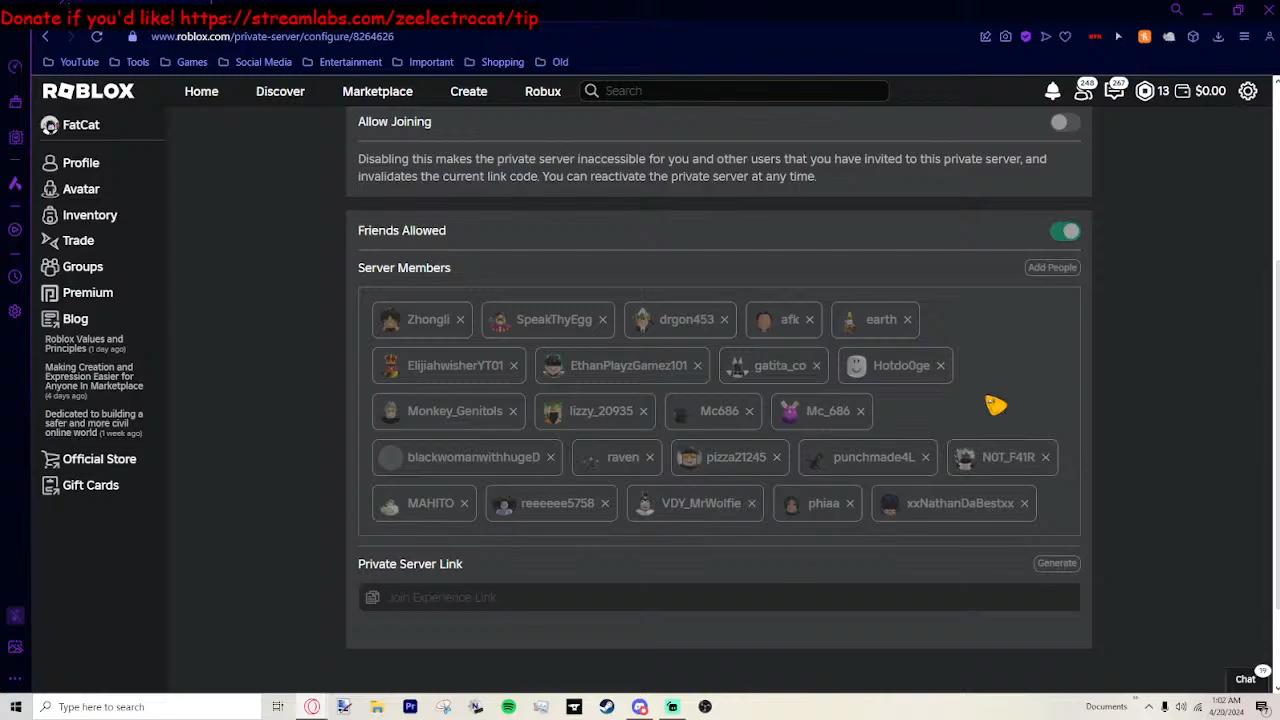 Donate if you'd like! https://streamlabs.com/zeelectrocat/tip
www.roblox.com/private-server/configure/8264626
YouTube Tools Games Social Media Entertainment Important Shopping Old
ROBLOX Home Discover Marketplace Create Robux Search 248 267 13 $0.00
FatCat
Profile
Avatar
Inventory
Trade
Groups
Premium
Blog
Roblox Values and
Principles (1 day ago)
Making Creation and
Expression Easier for
Anyone In Marketplace
(4 days ago)
Dedicated to building a
safer and more civil
online world (1 week ago)
Official Store
Gift Cards
Allow Joining
Disabling this makes the private server inaccessible for you and other users that you have invited to this private server, and
invalidates the current link code. You can reactivate the private server at any time.
Friends Allowed
Server Members Add People
Zhongli SpeakThyEgg drgon453 afk earth
ElijiahwisherYT01 EthanPlayzGamez101 gatita_co Hotdo0ge
Monkey_Genitols lizzy_20935 Mc686 Mc_686
blackwomanwithhugeD raven pizza21245 punchmade4L N0T_F41R
MAHITO reeeeee5758 VDY_MrWolfie phiaa xxNathanDaBestxx
Private Server Link Generate
Join Experience Link
Chat 19
Type here to search
Documents
1:02 AM
4/20/2024